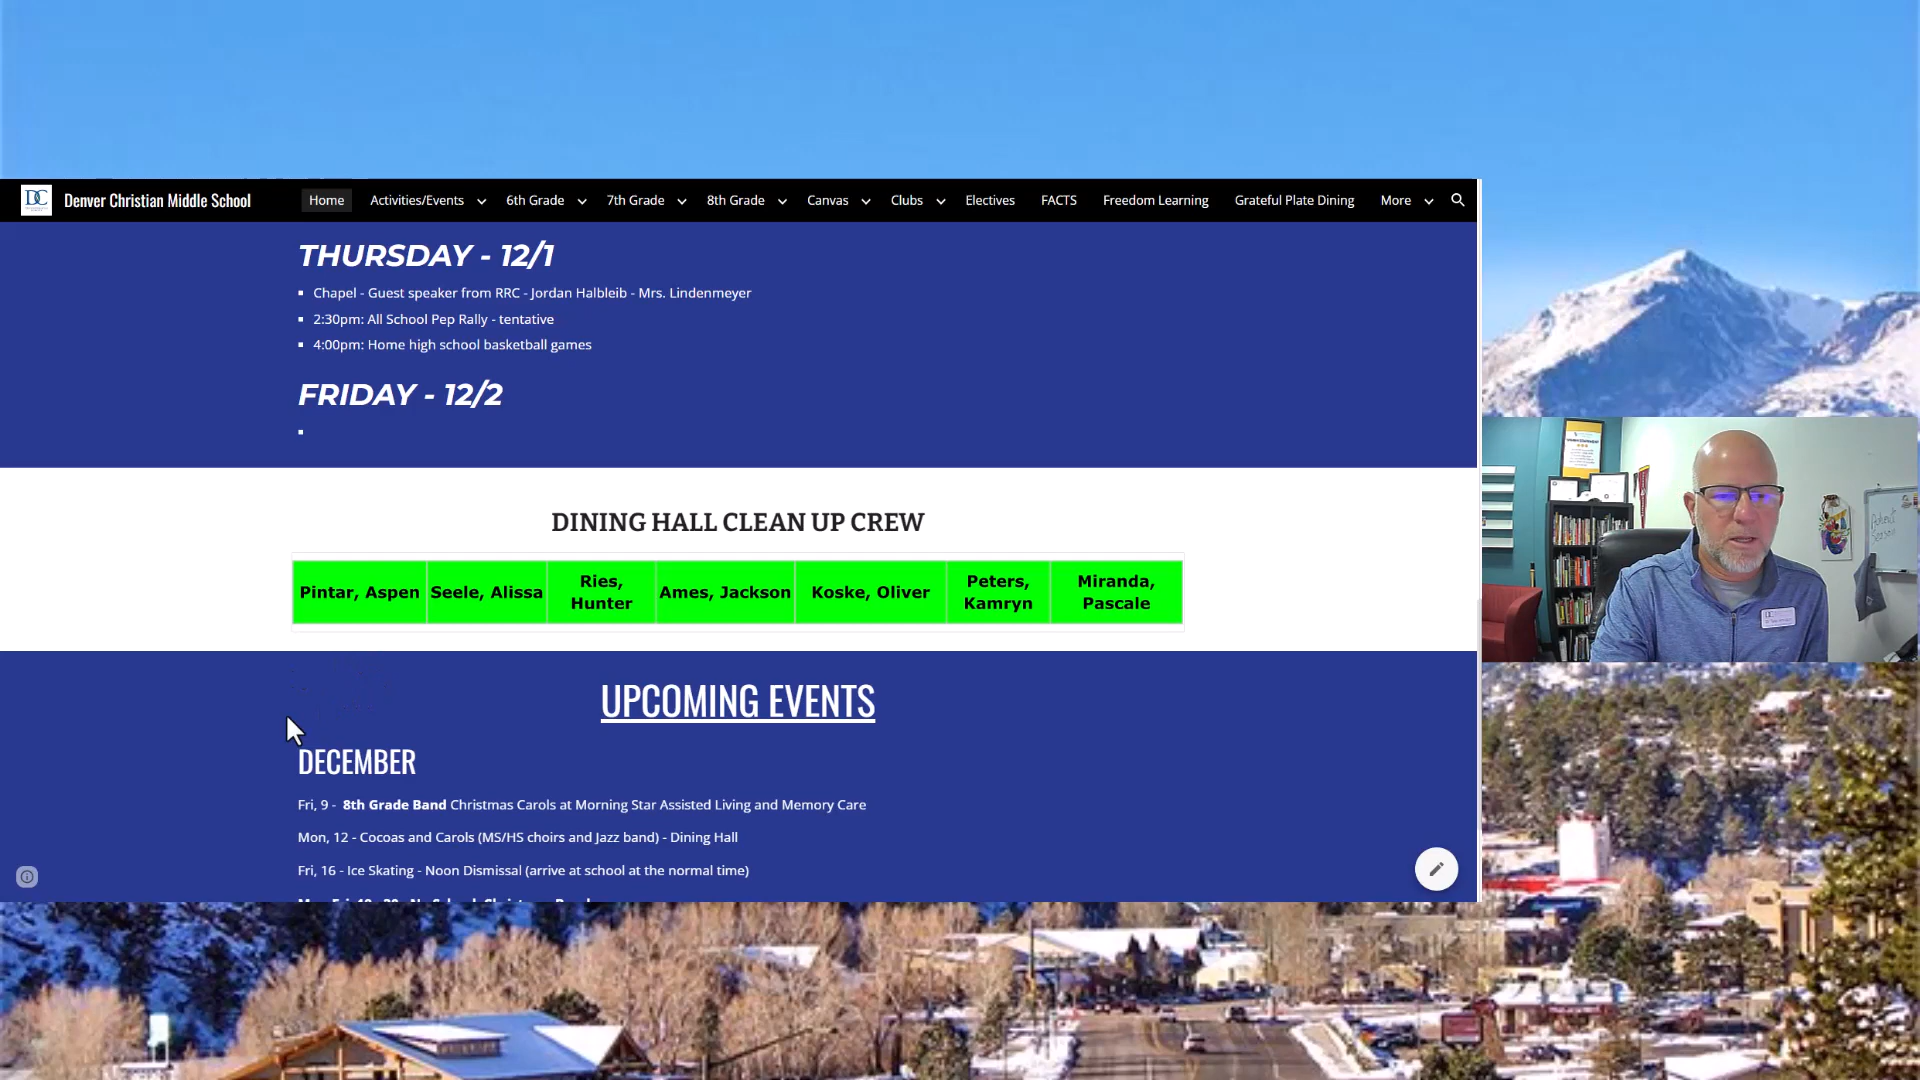 DC
Denver Christian Middle School
Home
Activities/Events
6th Grade
7th Grade
8th Grade
Canvas
Clubs
Electives
FACTS
Freedom Learning
Grateful Plate Dining
More
THURSDAY - 12/1
Chapel - Guest speaker from RRC - Jordan Halbleib - Mrs. Lindenmeyer
2:30pm: All School Pep Rally - tentative
4:00pm: Home high school basketball games
FRIDAY - 12/2
DINING HALL CLEAN UP CREW
Pintar, Aspen
Seele, Alissa
Ries,
Hunter
Ames, Jackson
Koske, Oliver
Peters,
Kamryn
Miranda,
Pascale
UPCOMING EVENTS
DECEMBER
Fri, 9 - 8th Grade Band Christmas Carols at Morning Star Assisted Living and Memory Care
Mon, 12 - Cocoas and Carols (MS/HS choirs and Jazz band) - Dining Hall
Fri, 16 - Ice Skating - Noon Dismissal (arrive at school at the normal time)